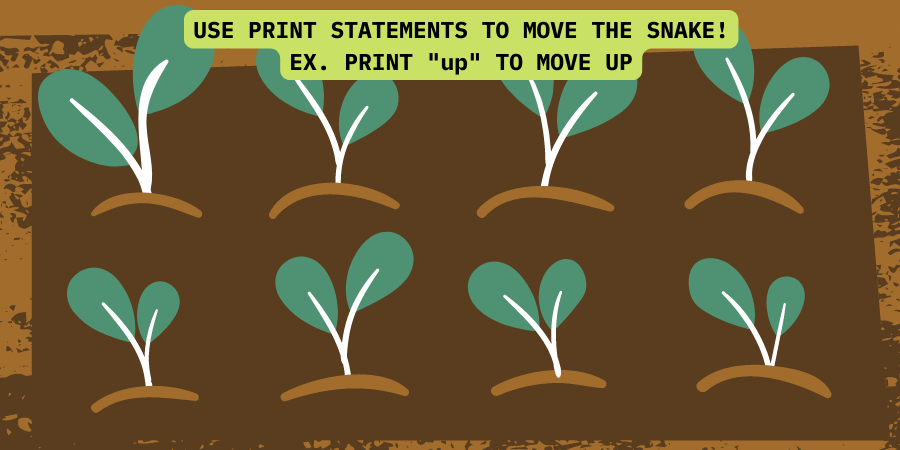 USE PRINT STATEMENTS TO MOVE THE SNAKE!
EX. PRINT "up" TO MOVE UP